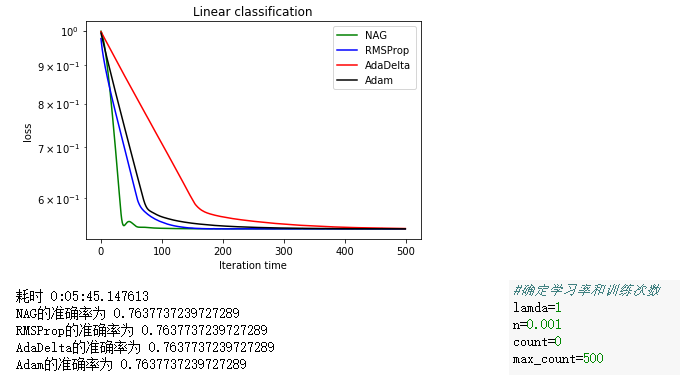 Linear classification
NAG
RMSProp
AdaDelta
Adam
10⁰
9 × 10⁻¹
8 × 10⁻¹
7 × 10⁻¹
6 × 10⁻¹
loss
0 100 200 300 400 500
Iteration time
耗时 0:05:45.147613
NAG的准确率为 0.7637737239727289
RMSProp的准确率为 0.7637737239727289
AdaDelta的准确率为 0.7637737239727289
Adam的准确率为 0.7637737239727289
#确定学习率和训练次数
lamda=1
n=0.001
count=0
max_count=500